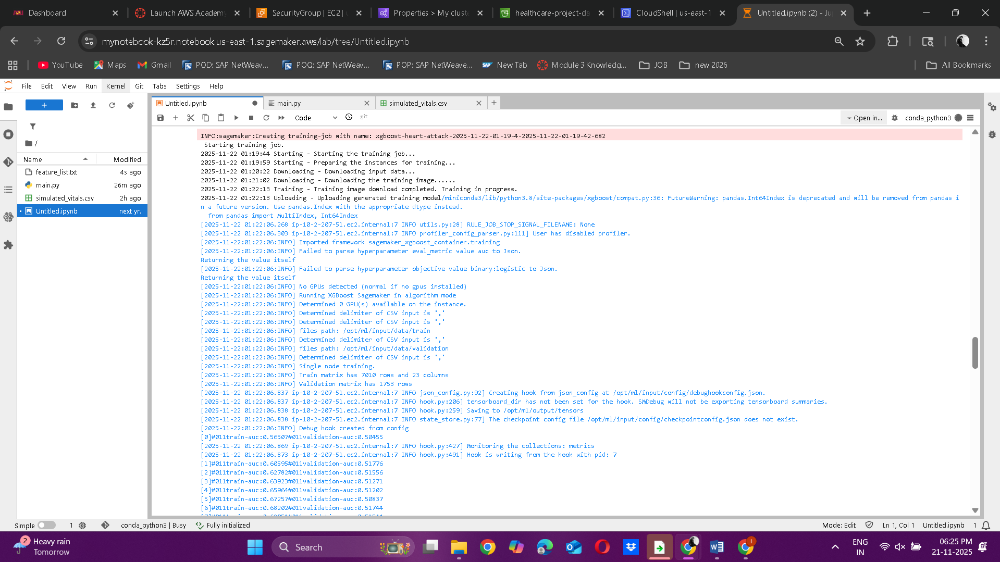 Dashboard
Launch AWS Academy
SecurityGroup | EC2 | u
Properties > My cluste
healthcare-project-da
CloudShell | us-east-1
Untitled.ipynb (2) - Ju
mynotebook-kz5r.notebook.us-east-1.sagemaker.aws/lab/tree/Untitled.ipynb
YouTube
Maps
Gmail
POD: SAP NetWeav...
POQ: SAP NetWeav...
POP: SAP NetWeave...
New Tab
Module 3 Knowledg...
JOB
new 2026
All Bookmarks
File Edit View Run Kernel Git Tabs Settings Help
Untitled.ipynb
main.py
simulated_vitals.csv
Code
git
Open in...
conda_python3
/
Name Modified
feature_list.txt 4s ago
main.py 26m ago
simulated_vitals.csv 2h ago
Untitled.ipynb next yr.
INFO:sagemaker:Creating training-job with name: xgboost-heart-attack-2025-11-22-01-19-4-2025-11-22-01-19-42-682
Starting training job.
2025-11-22 01:19:44 Starting - Starting the training job...
2025-11-22 01:19:59 Starting - Preparing the instances for training...
2025-11-22 01:20:22 Downloading - Downloading input data...
2025-11-22 01:21:02 Downloading - Downloading the training image......
2025-11-22 01:22:13 Training - Training image download completed. Training in progress.
2025-11-22 01:22:13 Uploading - Uploading generated training model/miniconda3/lib/python3.8/site-packages/xgboost/compat.py:36: FutureWarning: pandas.Int64Index is deprecated and will be removed from pandas i
n a future version. Use pandas.Index with the appropriate dtype instead.
from pandas import MultiIndex, Int64Index
[2025-11-22 01:22:06.268 ip-10-2-207-51.ec2.internal:7 INFO utils.py:28] RULE_JOB_STOP_SIGNAL_FILENAME: None
[2025-11-22 01:22:06.303 ip-10-2-207-51.ec2.internal:7 INFO profiler_config_parser.py:111] User has disabled profiler.
[2025-11-22:01:22:06:INFO] Imported framework sagemaker_xgboost_container.training
[2025-11-22:01:22:06:INFO] Failed to parse hyperparameter eval_metric value auc to Json.
Returning the value itself
[2025-11-22:01:22:06:INFO] Failed to parse hyperparameter objective value binary:logistic to Json.
Returning the value itself
[2025-11-22:01:22:06:INFO] No GPUs detected (normal if no gpus installed)
[2025-11-22:01:22:06:INFO] Running XGBoost Sagemaker in algorithm mode
[2025-11-22:01:22:06:INFO] Determined 0 GPU(s) available on the instance.
[2025-11-22:01:22:06:INFO] Determined delimiter of CSV input is ','
[2025-11-22:01:22:06:INFO] Determined delimiter of CSV input is ','
[2025-11-22:01:22:06:INFO] files path: /opt/ml/input/data/train
[2025-11-22:01:22:06:INFO] Determined delimiter of CSV input is ','
[2025-11-22:01:22:06:INFO] files path: /opt/ml/input/data/validation
[2025-11-22:01:22:06:INFO] Determined delimiter of CSV input is ','
[2025-11-22:01:22:06:INFO] Single node training.
[2025-11-22:01:22:06:INFO] Train matrix has 7010 rows and 23 columns
[2025-11-22:01:22:06:INFO] Validation matrix has 1753 rows
[2025-11-22 01:22:06.837 ip-10-2-207-51.ec2.internal:7 INFO json_config.py:92] Creating hook from json_config at /opt/ml/input/config/debughookconfig.json.
[2025-11-22 01:22:06.837 ip-10-2-207-51.ec2.internal:7 INFO hook.py:206] tensorboard_dir has not been set for the hook. SMDebug will not be exporting tensorboard summaries.
[2025-11-22 01:22:06.838 ip-10-2-207-51.ec2.internal:7 INFO hook.py:259] Saving to /opt/ml/output/tensors
[2025-11-22 01:22:06.838 ip-10-2-207-51.ec2.internal:7 INFO state_store.py:77] The checkpoint config file /opt/ml/input/config/checkpointconfig.json does not exist.
[2025-11-22:01:22:06:INFO] Debug hook created from config
[0]#011train-auc:0.56507#011validation-auc:0.50455
[2025-11-22 01:22:06.869 ip-10-2-207-51.ec2.internal:7 INFO hook.py:427] Monitoring the collections: metrics
[2025-11-22 01:22:06.873 ip-10-2-207-51.ec2.internal:7 INFO hook.py:491] Hook is writing from the hook with pid: 7
[1]#011train-auc:0.60595#011validation-auc:0.51776
[2]#011train-auc:0.62782#011validation-auc:0.51556
[3]#011train-auc:0.63923#011validation-auc:0.51271
[4]#011train-auc:0.65964#011validation-auc:0.51202
[5]#011train-auc:0.67257#011validation-auc:0.50837
[6]#011train-auc:0.68202#011validation-auc:0.51744
Simple
1
conda_python3 | Busy
Fully initialized
Mode: Edit
Ln 1, Col 1
Untitled.ipynb
1
2
Heavy rain
Tomorrow
Search
ENG
IN
06:25 PM
21-11-2025